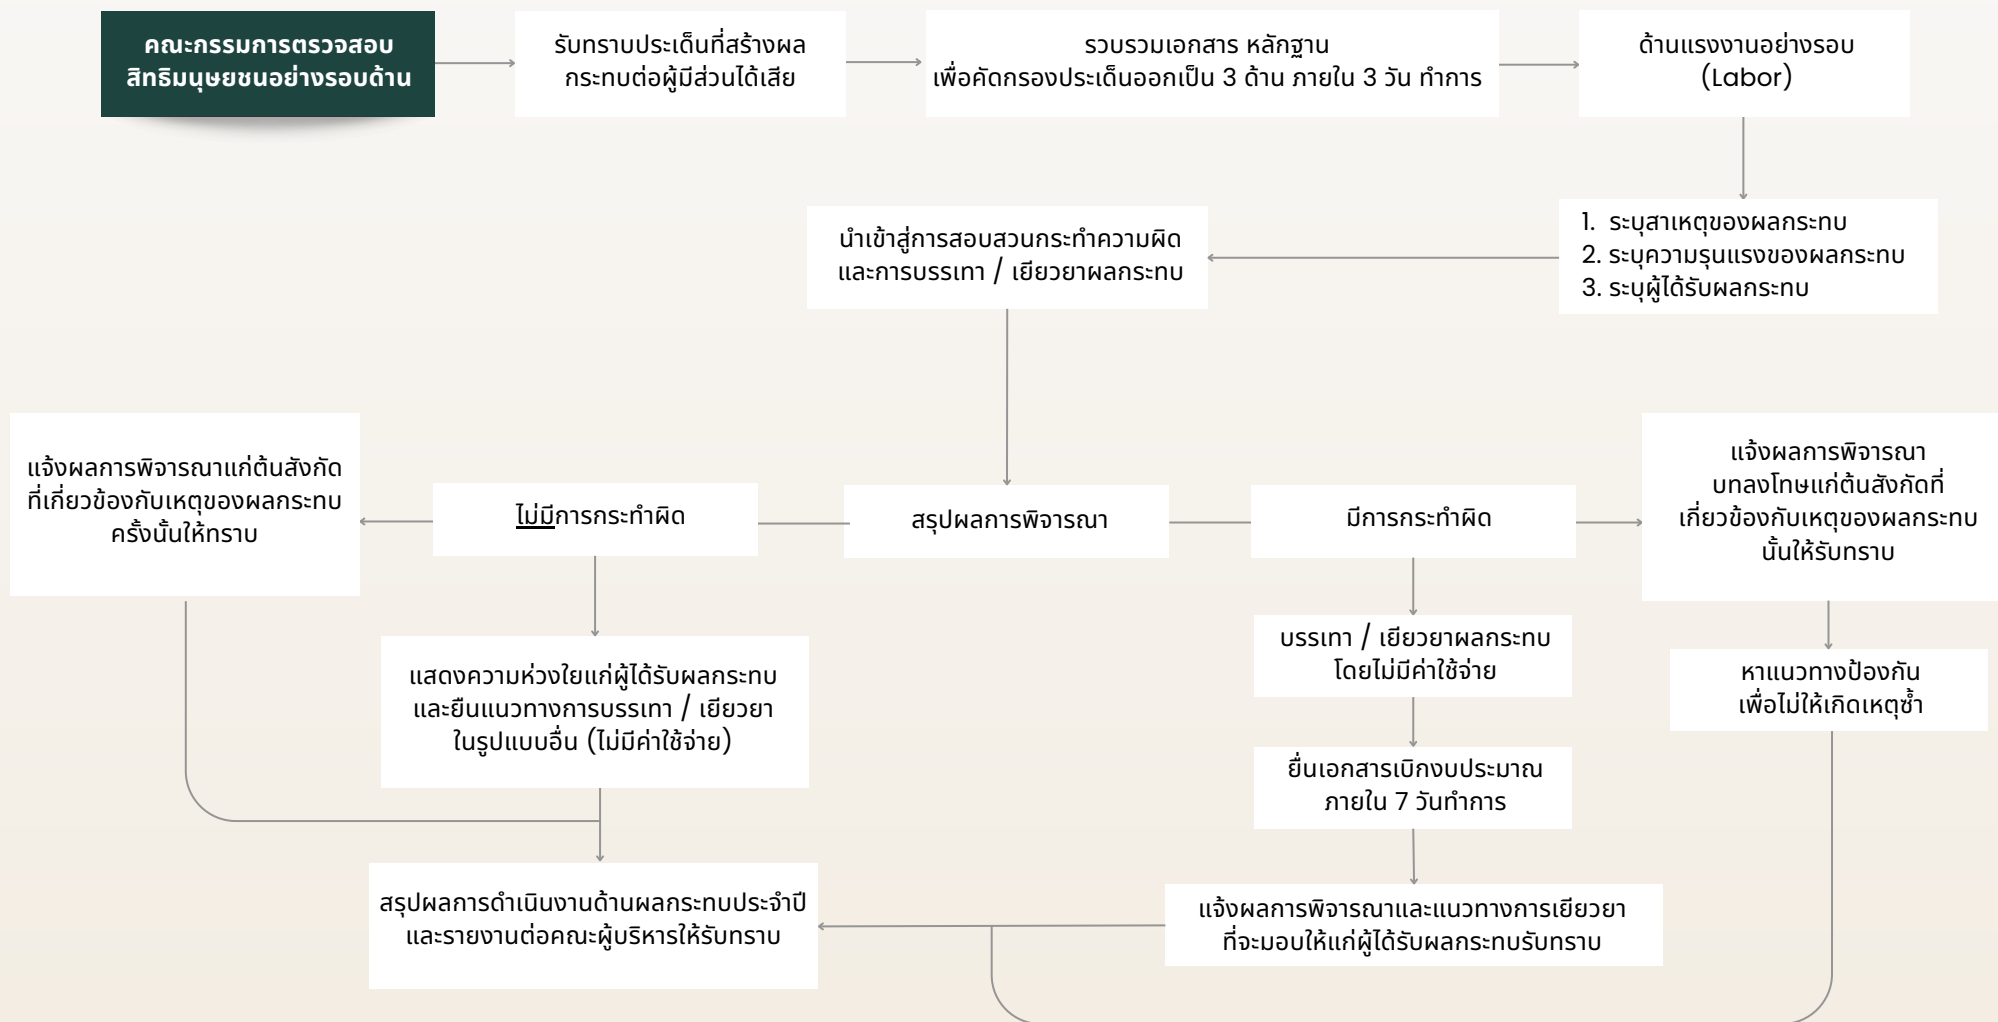 คณะกรรมการตรวจสอบ
สิทธิมนุษยชนอย่างรอบด้าน
รับทราบประเด็นที่สร้างผล
กระทบต่อผู้มีส่วนได้เสีย
รวบรวมเอกสาร หลักฐาน
เพื่อคัดกรองประเด็นออกเป็น 3 ด้าน ภายใน 3 วัน ทำการ
ด้านแรงงานอย่างรอบ
(Labor)
1. ระบุสาเหตุของผลกระทบ
2. ระบุความรุนแรงของผลกระทบ
3. ระบุผู้ได้รับผลกระทบ
นำเข้าสู่การสอบสวนกระทำความผิด
และการบรรเทา / เยียวยาผลกระทบ
แจ้งผลการพิจารณาแก่ต้นสังกัด
ที่เกี่ยวข้องกับเหตุของผลกระทบ
ครั้งนั้นให้ทราบ
ไม่มีการกระทำผิด
สรุปผลการพิจารณา
มีการกระทำผิด
แจ้งผลการพิจารณา
บทลงโทษแก่ต้นสังกัดที่
เกี่ยวข้องกับเหตุของผลกระทบ
นั้นให้รับทราบ
แสดงความห่วงใยแก่ผู้ได้รับผลกระทบ
และยืนแนวทางการบรรเทา / เยียวยา
ในรูปแบบอื่น (ไม่มีค่าใช้จ่าย)
บรรเทา / เยียวยาผลกระทบ
โดยไม่มีค่าใช้จ่าย
หาแนวทางป้องกัน
เพื่อไม่ให้เกิดเหตุซ้ำ
ยื่นเอกสารเบิกงบประมาณ
ภายใน 7 วันทำการ
สรุปผลการดำเนินงานด้านผลกระทบประจำปี
และรายงานต่อคณะผู้บริหารให้รับทราบ
แจ้งผลการพิจารณาและแนวทางการเยียวยา
ที่จะมอบให้แก่ผู้ได้รับผลกระทบรับทราบ